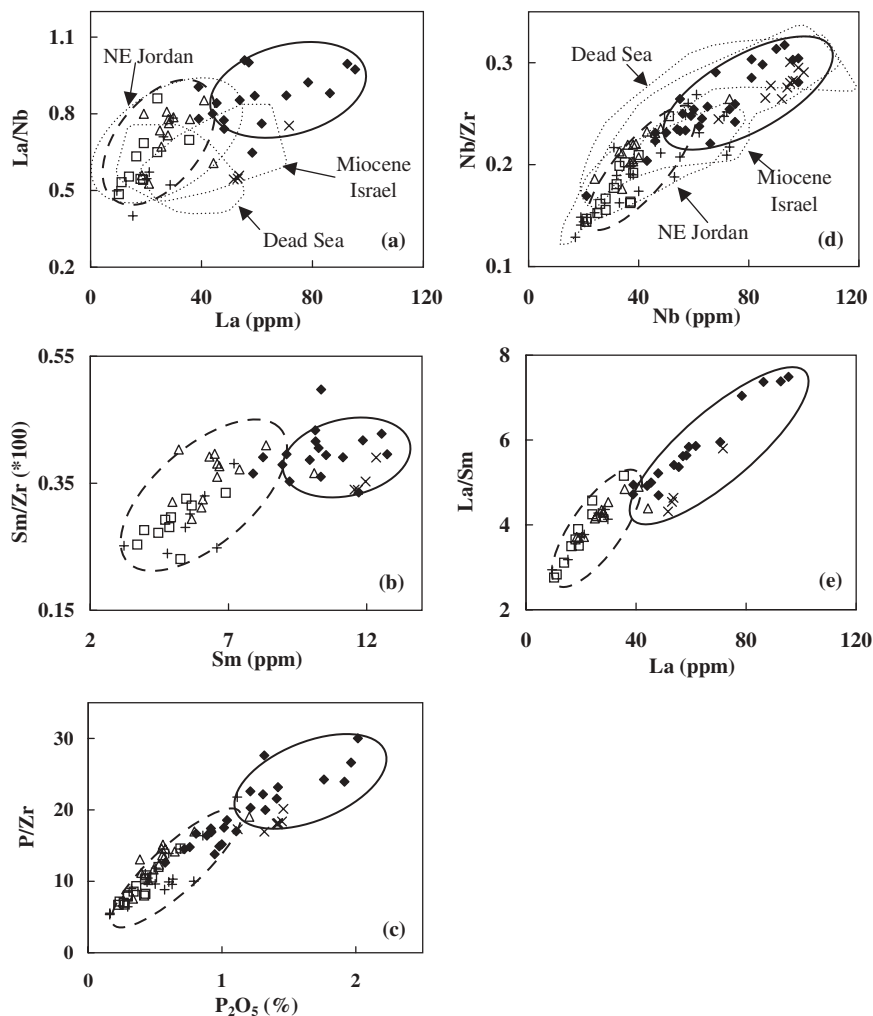 1.1
0.8
0.5
0.2
La/Nb
NE Jordan
Miocene
Israel
Dead Sea
(a)
0 40 80 120
La (ppm)
0.3
0.2
0.1
Nb/Zr
Dead Sea
Miocene
Israel
NE Jordan
(d)
0 40 80 120
Nb (ppm)
0.55
0.35
0.15
Sm/Zr (*100)
(b)
2 7 12
Sm (ppm)
8
6
4
2
La/Sm
(e)
0 40 80 120
La (ppm)
30
20
10
0
P/Zr
(c)
0 1 2
P₂O₅ (%)